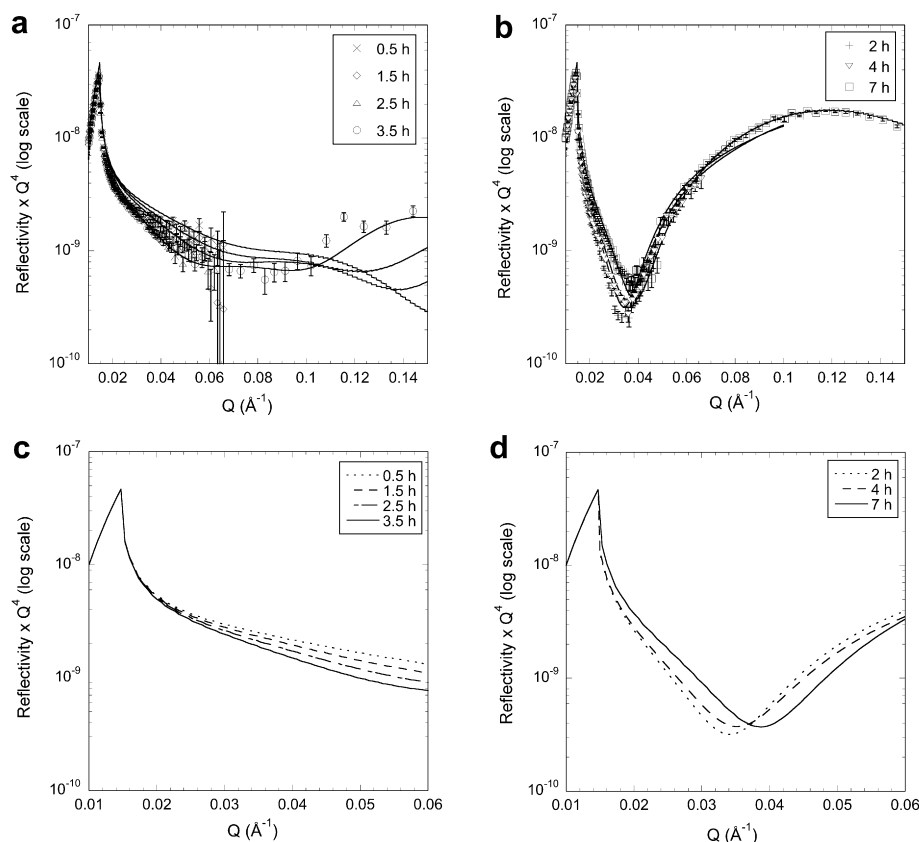 a
10⁻⁷
10⁻⁸
10⁻⁹
10⁻¹⁰
Reflectivity x Q⁴ (log scale)
0.5 h
1.5 h
2.5 h
3.5 h
0.02 0.04 0.06 0.08 0.1 0.12 0.14
Q (Å⁻¹)
b
10⁻⁷
10⁻⁸
10⁻⁹
10⁻¹⁰
Reflectivity x Q⁴ (log scale)
2 h
4 h
7 h
0.02 0.04 0.06 0.08 0.1 0.12 0.14
Q (Å⁻¹)
c
10⁻⁷
10⁻⁸
10⁻⁹
10⁻¹⁰
Reflectivity x Q⁴ (log scale)
0.5 h
1.5 h
2.5 h
3.5 h
0.01 0.02 0.03 0.04 0.05 0.06
Q (Å⁻¹)
d
10⁻⁷
10⁻⁸
10⁻⁹
10⁻¹⁰
Reflectivity x Q⁴ (log scale)
2 h
4 h
7 h
0.01 0.02 0.03 0.04 0.05 0.06
Q (Å⁻¹)